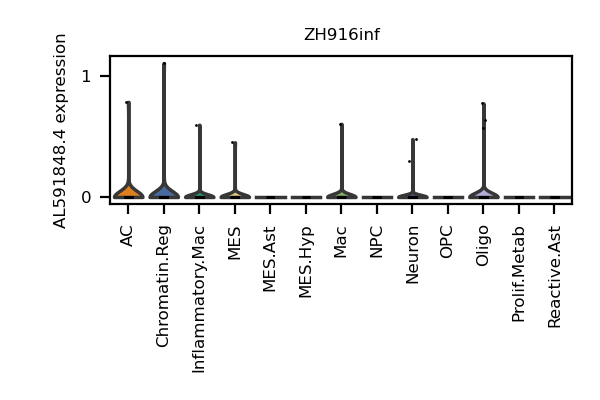 ZH916inf
AL591848.4 expression
1
0
AC
Chromatin.Reg
Inflammatory.Mac
MES
MES.Ast
MES.Hyp
Mac
NPC
Neuron
OPC
Oligo
Prolif.Metab
Reactive.Ast